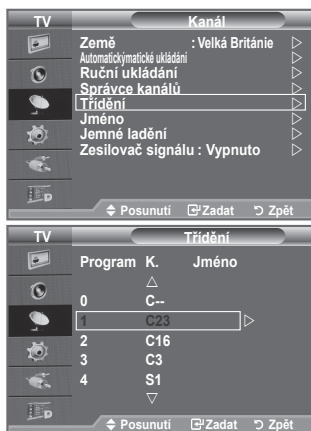 TV Kanál
Země : Velká Británie
Automatickýmatické ukládání
Ruční ukládání
Správce kanálů
Třídění
Jméno
Jemné ladění
Zesilovač signálu : Vypnuto
Posunutí Zadat Zpět
TV Třídění
Program K. Jméno
0 C--
1 C23
2 C16
3 C3
4 S1
Posunutí Zadat Zpět